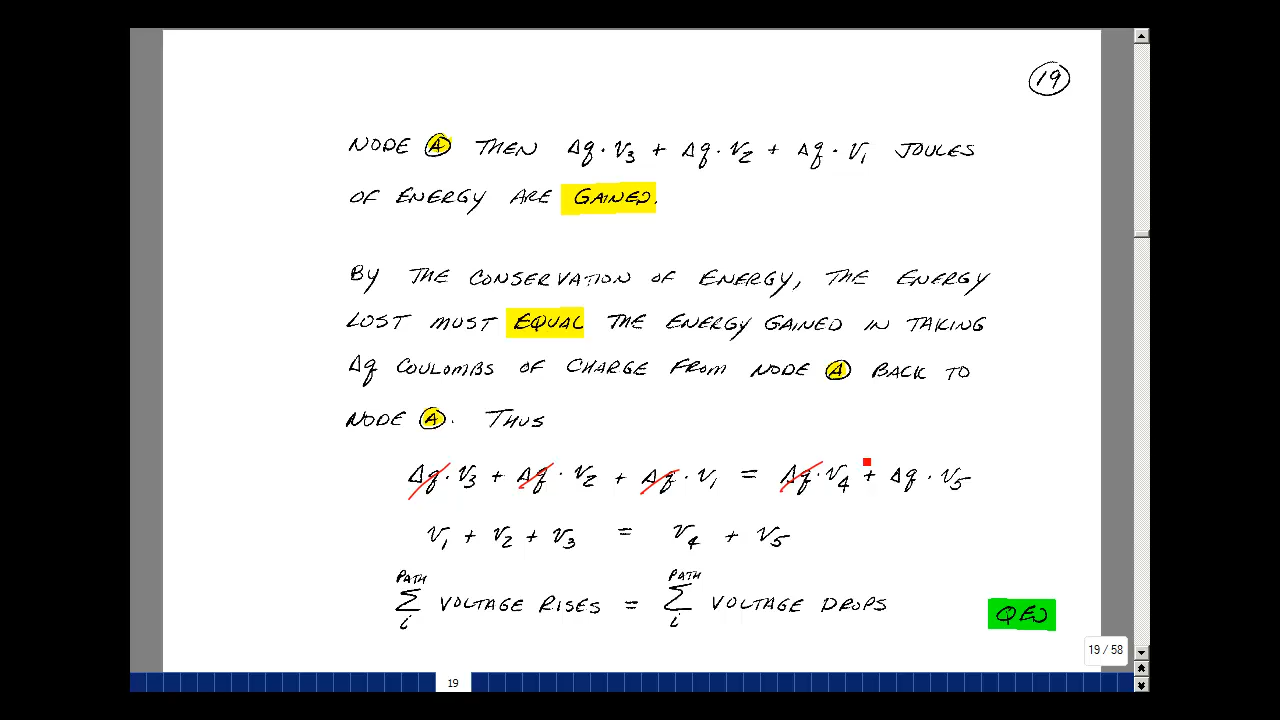 19
NODE A THEN Δq · V3 + Δq · V2 + Δq · V1 JOULES
OF ENERGY ARE GAINED.
BY THE CONSERVATION OF ENERGY, THE ENERGY
LOST MUST EQUAL THE ENERGY GAINED IN TAKING
Δq COULOMBS OF CHARGE FROM NODE A BACK TO
NODE A. THUS
Δq · V3 + Δq · V2 + Δq · V1 = Δq · V4 + Δq · V5
V1 + V2 + V3 = V4 + V5
PATH PATH
Σ VOLTAGE RISES = Σ VOLTAGE DROPS
i i
QED
19 / 58
19